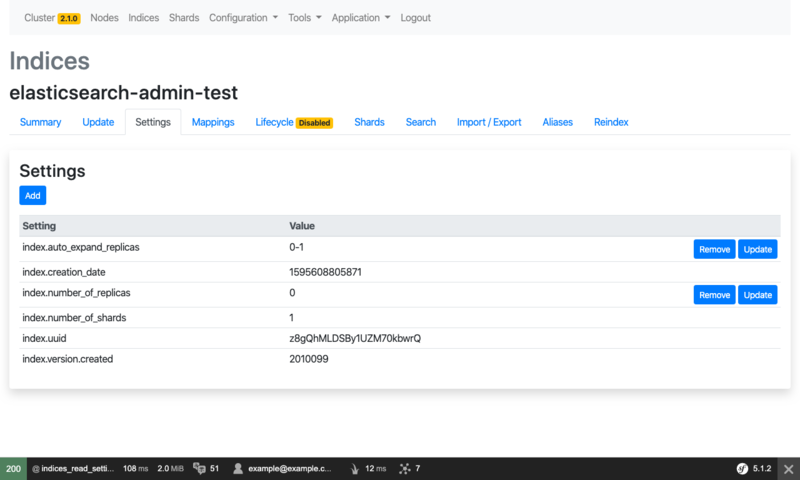 Cluster 2.1.0 Nodes Indices Shards Configuration Tools Application Logout
Indices
elasticsearch-admin-test
Summary Update Settings Mappings Lifecycle Disabled Shards Search Import / Export Aliases Reindex
Settings
Add
Setting Value
index.auto_expand_replicas 0-1 Remove Update
index.creation_date 1595608805871
index.number_of_replicas 0 Remove Update
index.number_of_shards 1
index.uuid z8gQhMLDSBy1UZM70kbwrQ
index.version.created 2010099
200 @ indices_read_setti... 108 ms 2.0 MiB 51 example@example.c... 12 ms 7 sf 5.1.2